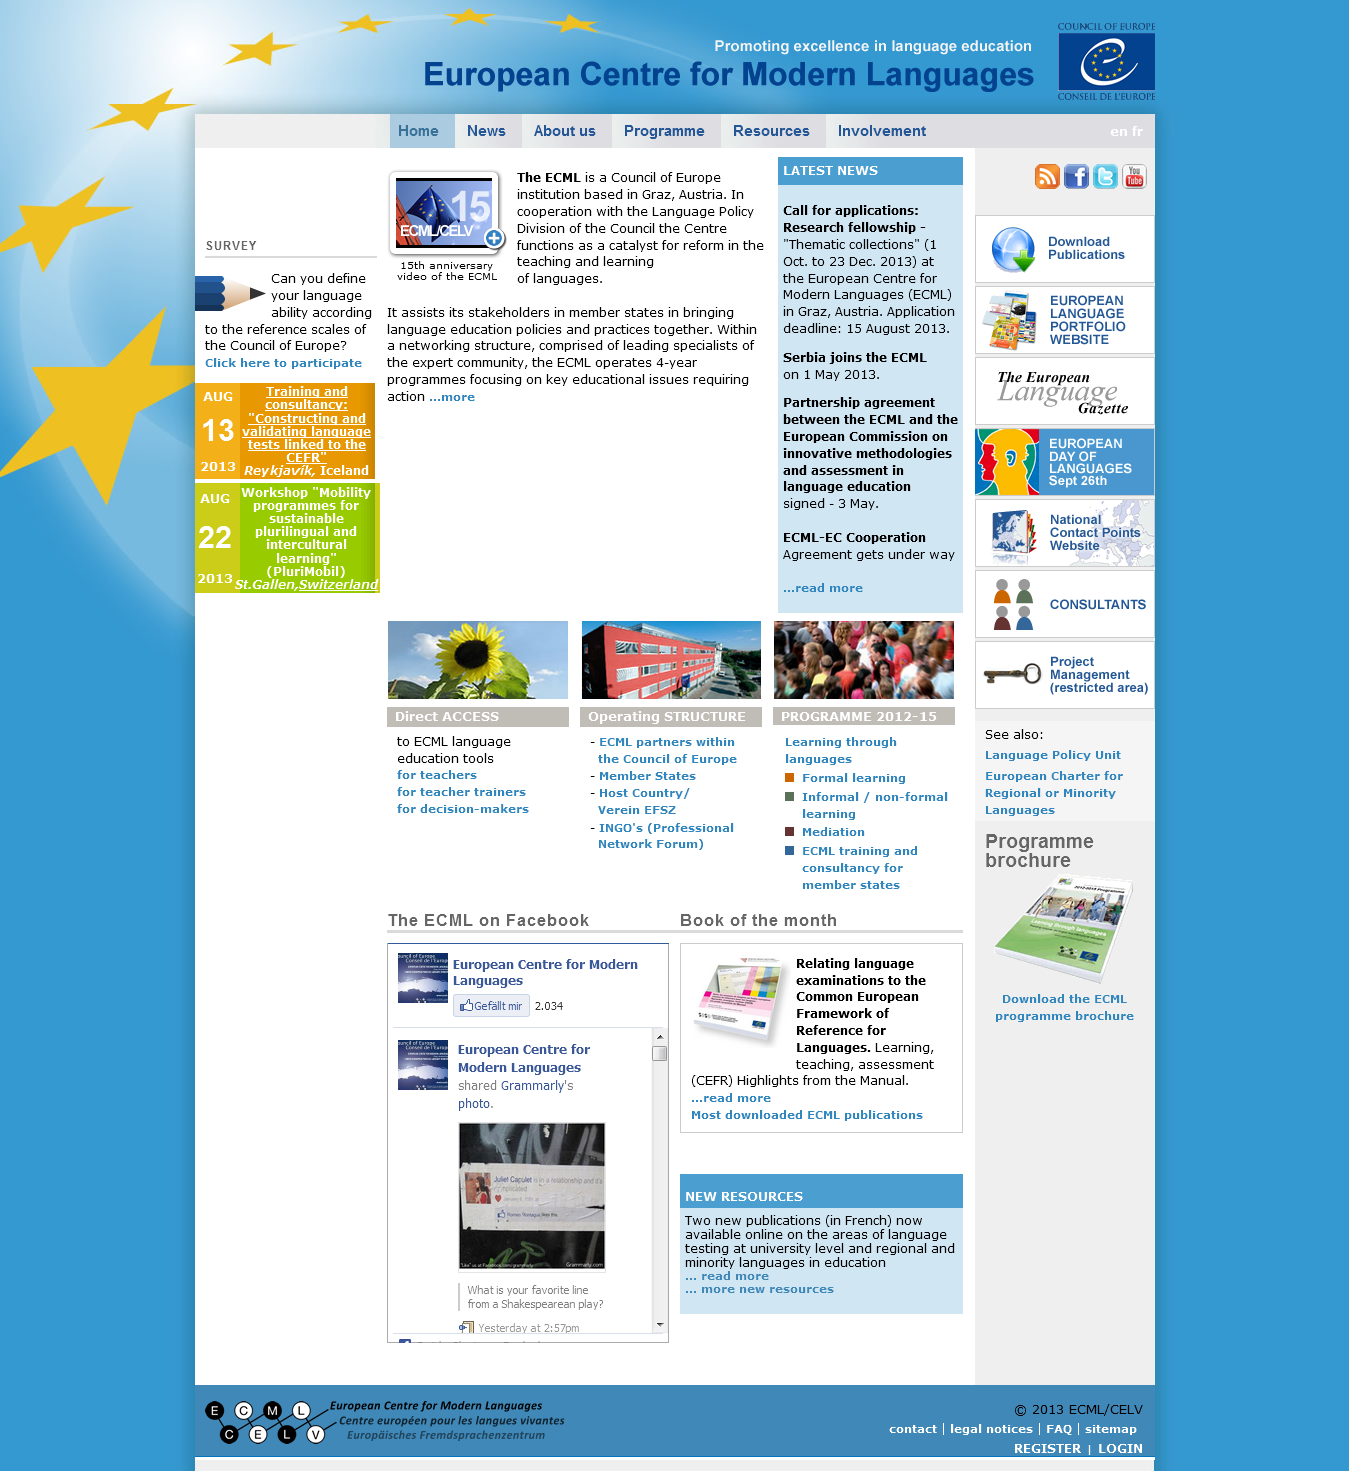 Promoting excellence in language education
European Centre for Modern Languages
COUNCIL OF EUROPE
CONSEIL DE L'EUROPE
Home
News
About us
Programme
Resources
Involvement
en fr
SURVEY
Can you define
your language
ability according
to the reference scales of
the Council of Europe?
Click here to participate
AUG
13
2013
Training and
consultancy:
"Constructing and
validating language
tests linked to the
CEFR"
Reykjavík, Iceland
AUG
22
2013
Workshop "Mobility
programmes for
sustainable
plurilingual and
intercultural
learning"
(PluriMobil)
St.Gallen,Switzerland
15
ECML/CELV
15th anniversary
video of the ECML
The ECML is a Council of Europe
institution based in Graz, Austria. In
cooperation with the Language Policy
Division of the Council the Centre
functions as a catalyst for reform in the
teaching and learning
of languages.
It assists its stakeholders in member states in bringing
language education policies and practices together. Within
a networking structure, comprised of leading specialists of
the expert community, the ECML operates 4-year
programmes focusing on key educational issues requiring
action ...more
LATEST NEWS
Call for applications:
Research fellowship -
"Thematic collections" (1
Oct. to 23 Dec. 2013) at
the European Centre for
Modern Languages (ECML)
in Graz, Austria. Application
deadline: 15 August 2013.
Serbia joins the ECML
on 1 May 2013.
Partnership agreement
between the ECML and the
European Commission on
innovative methodologies
and assessment in
language education
signed - 3 May.
ECML-EC Cooperation
Agreement gets under way
...read more
You
Tube
Download
Publications
EUROPEAN
LANGUAGE
PORTFOLIO
WEBSITE
The European
Language
Gazette
EUROPEAN
DAY OF
LANGUAGES
Sept 26th
National
Contact Points
Website
CONSULTANTS
Project
Management
(restricted area)
See also:
Language Policy Unit
European Charter for
Regional or Minority
Languages
Programme
brochure
Learning through languages
Download the ECML
programme brochure
Direct ACCESS
to ECML language
education tools
for teachers
for teacher trainers
for decision-makers
Operating STRUCTURE
- ECML partners within
the Council of Europe
- Member States
- Host Country/
Verein EFSZ
- INGO's (Professional
Network Forum)
PROGRAMME 2012-15
Learning through
languages
Formal learning
Informal / non-formal
learning
Mediation
ECML training and
consultancy for
member states
The ECML on Facebook
European Centre for Modern
Languages
Gefällt mir
2.034
European Centre for
Modern Languages
shared Grammarly's
photo.
Juliet Capulet is in a relationship and it's
complicated
What is your favorite line
from a Shakespearean play?
Yesterday at 2:57pm
Book of the month
Relating language
examinations to the
Common European
Framework of
Reference for
Languages. Learning,
teaching, assessment
(CEFR) Highlights from the Manual.
...read more
Most downloaded ECML publications
NEW RESOURCES
Two new publications (in French) now
available online on the areas of language
testing at university level and regional and
minority languages in education
... read more
... more new resources
E C M L
C E L V
European Centre for Modern Languages
Centre européen pour les langues vivantes
Europäisches Fremdsprachenzentrum
© 2013 ECML/CELV
contact | legal notices | FAQ | sitemap
REGISTER | LOGIN